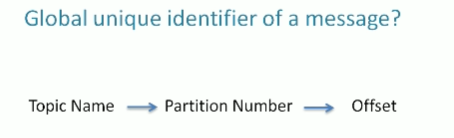 Global unique identifier of a message?
Topic Name → Partition Number → Offset